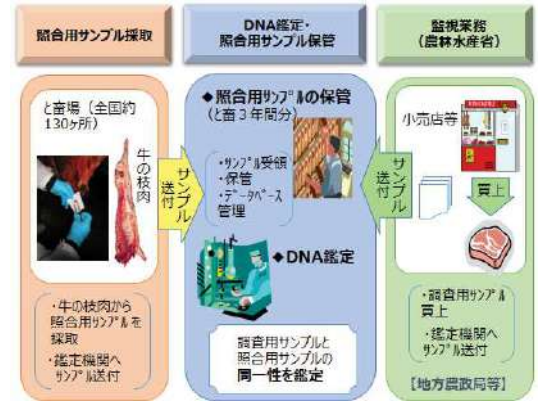 照合用サンプル採取
DNA鑑定・
照合用サンプル保管
監視業務
(農林水産省)
と畜場(全国約
130ヶ所)
牛の枝肉
・牛の枝肉から
照合用サンプルを
採取
・鑑定機関へ
サンプル送付
サンプル
送付
◆照合用サンプルの保管
(と畜3年間分)
・サンプル受領
・保管
・データベース
管理
◆DNA鑑定
調査用サンプルと
照合用サンプルの
同一性を鑑定
サンプル
送付
小売店等
買上
・調査用サンプル
買上
・鑑定機関へ
サンプル送付
【地方農政局等】